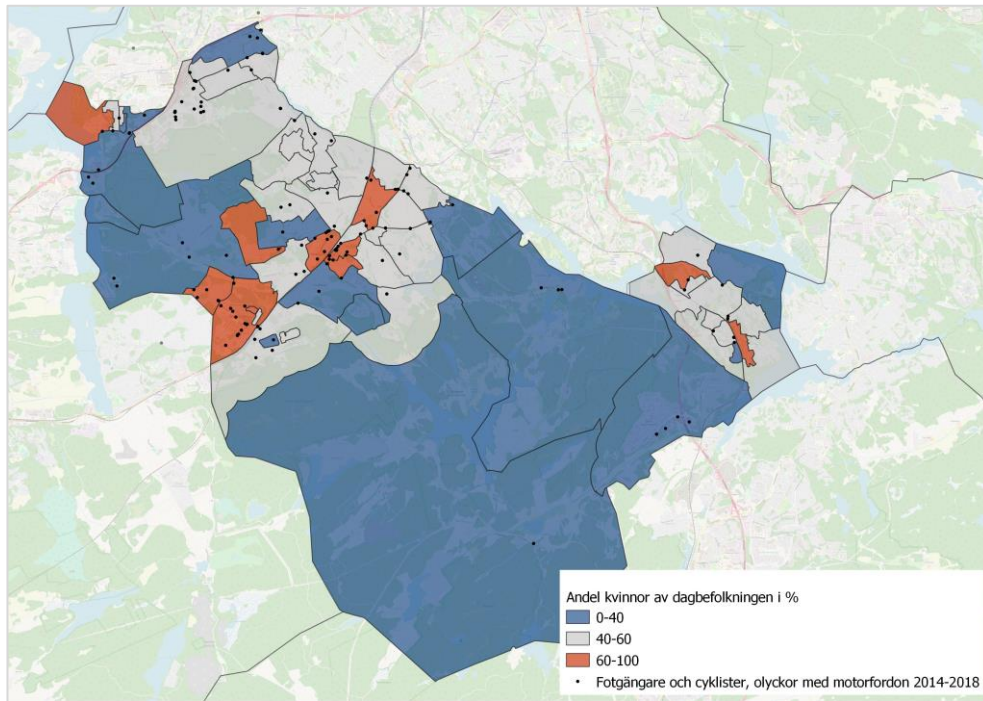 Andel kvinnor av dagbefolkningen i %
0-40
40-60
60-100
Fotgängare och cyklister, olyckor med motorfordon 2014-2018